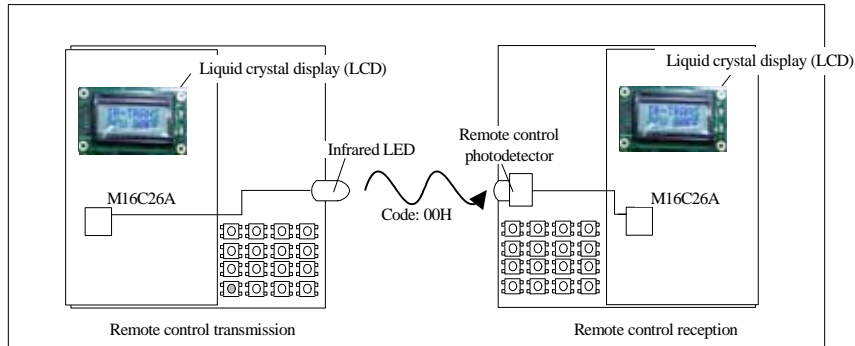 Liquid crystal display (LCD)
Liquid crystal display (LCD)
Infrared LED
Remote control
photodetector
M16C26A
M16C26A
Code: 00H
Remote control transmission
Remote control reception